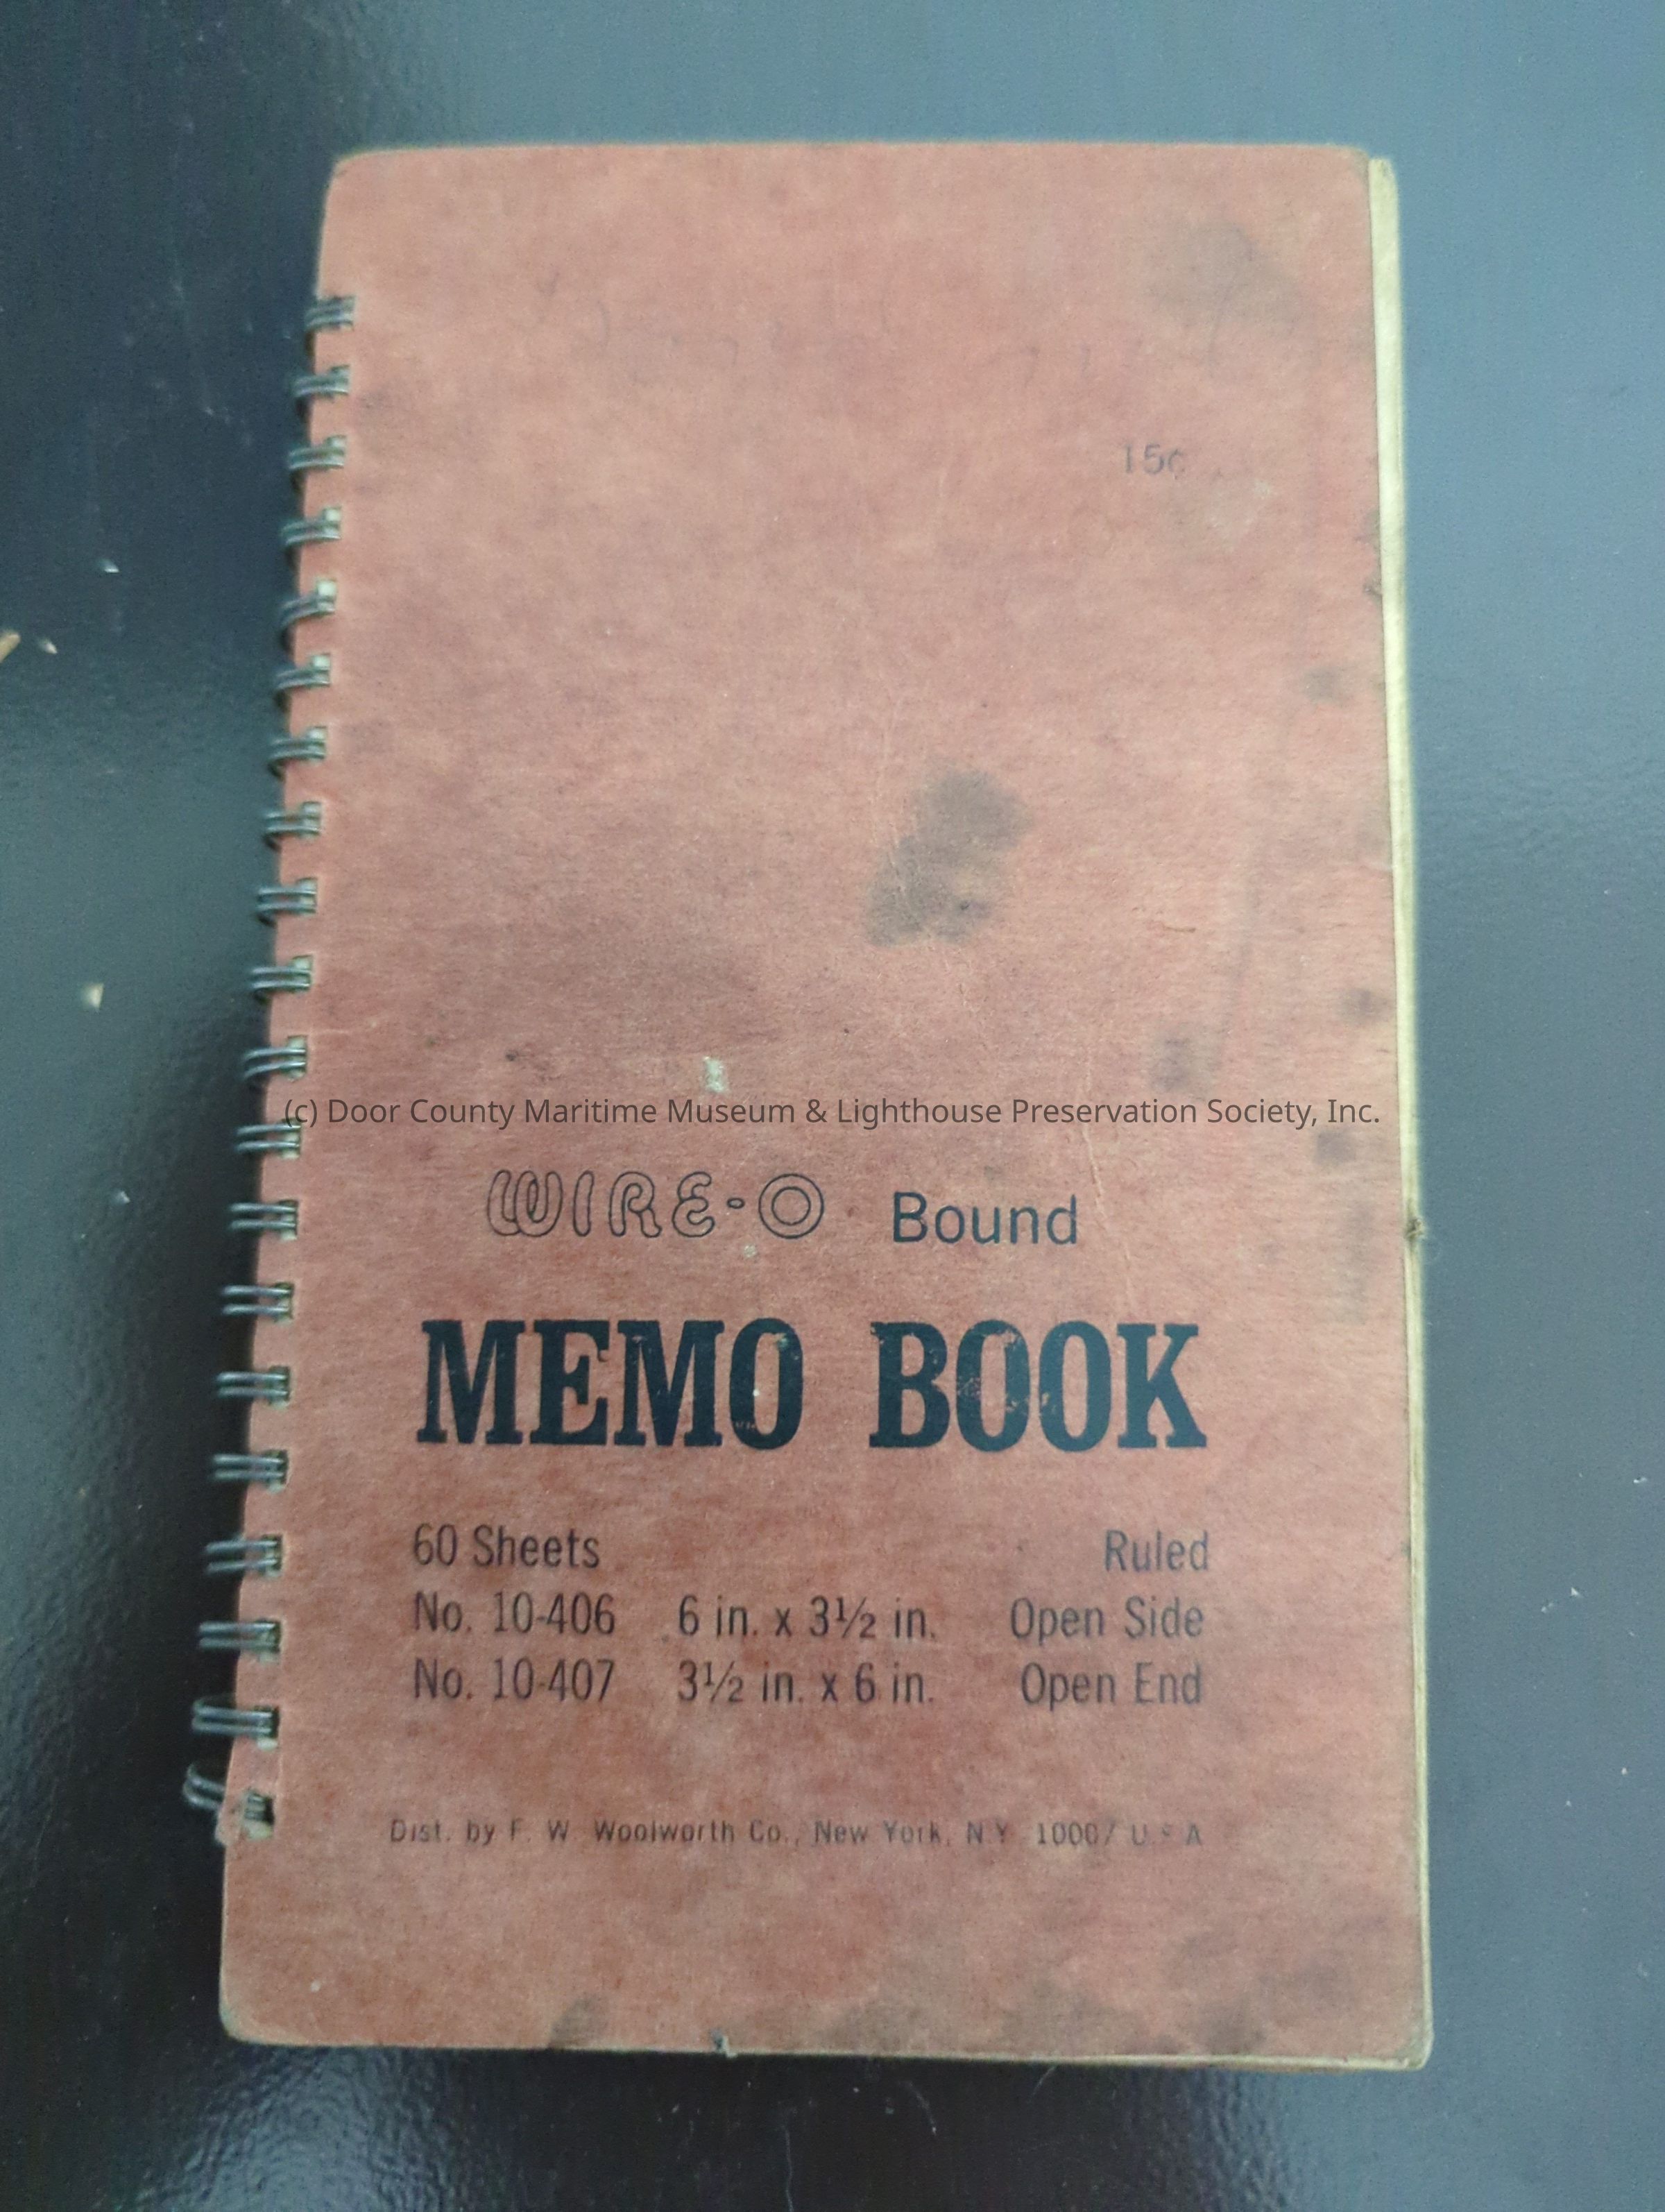 15¢
(c) Door County Maritime Museum & Lighthouse Preservation Society, Inc.
WIRE-O Bound
MEMO BOOK
60 Sheets Ruled
No. 10-406 6 in. x 3½ in. Open Side
No. 10-407 3½ in. x 6 in. Open End
Dist. by F. W. Woolworth Co., New York, N.Y. 10007 U.S.A.